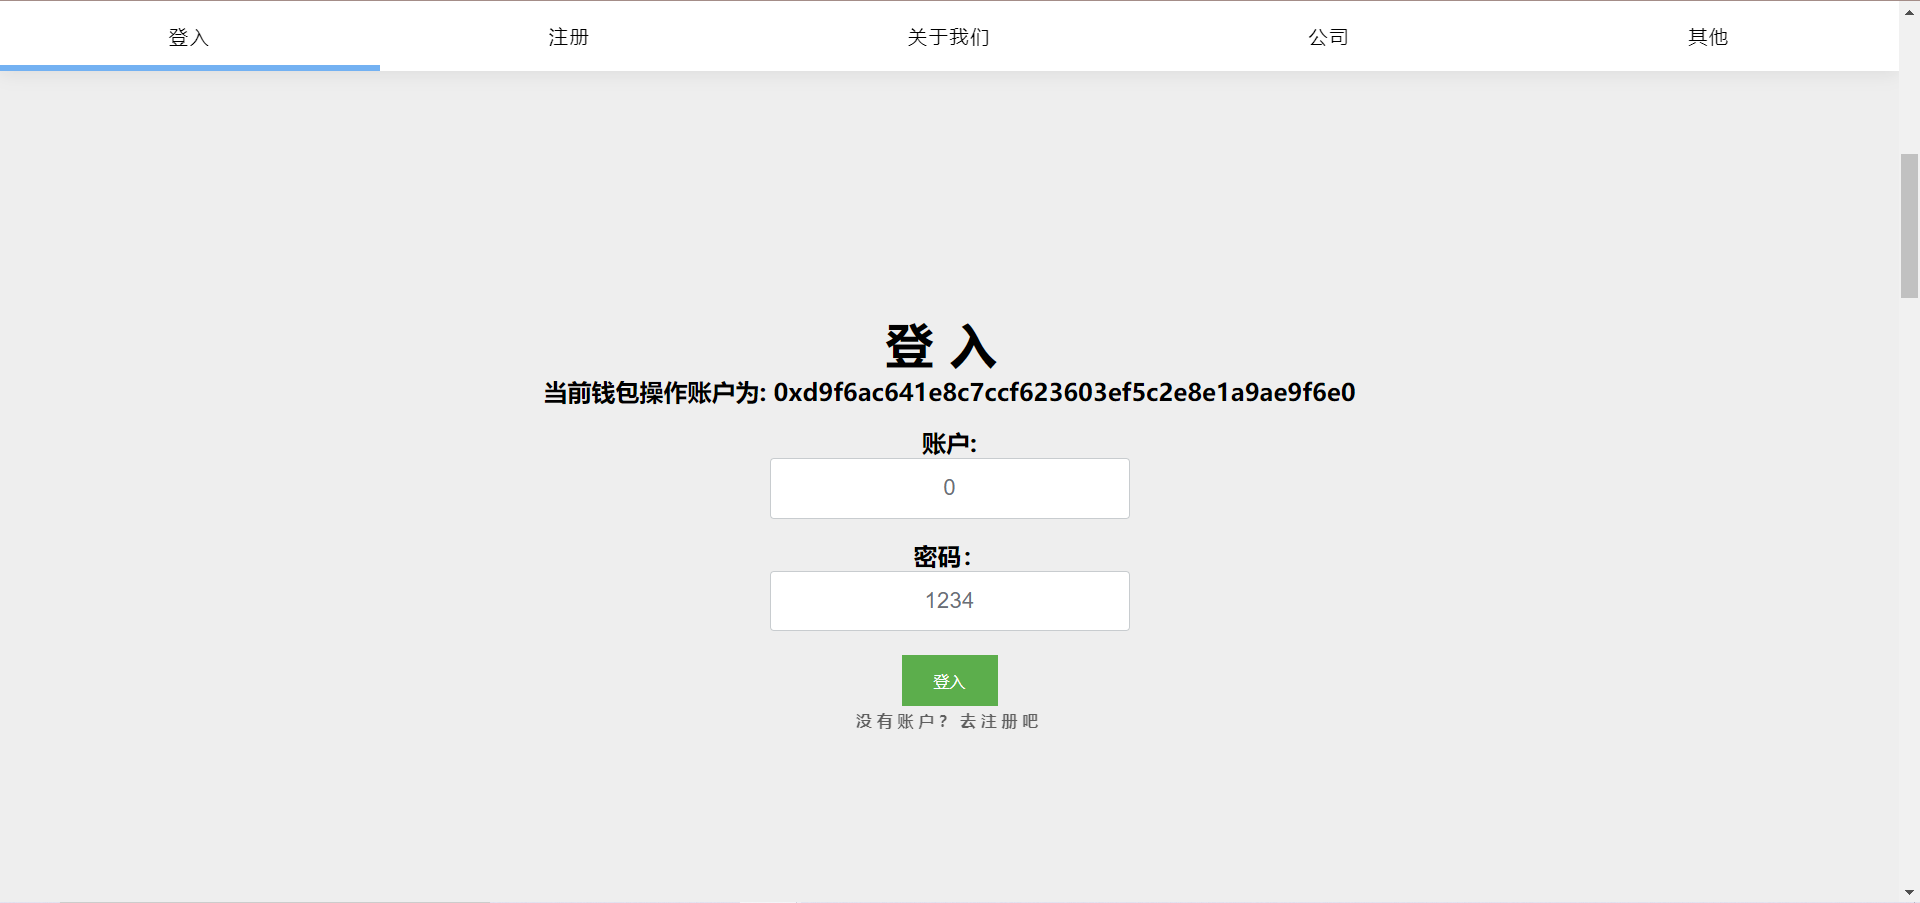 登入 注册 关于我们 公司 其他
登 入
当前钱包操作账户为: 0xd9f6ac641e8c7ccf623603ef5c2e8e1a9ae9f6e0
账户:
0
密码：
1234
登入
没有账户? 去注册吧